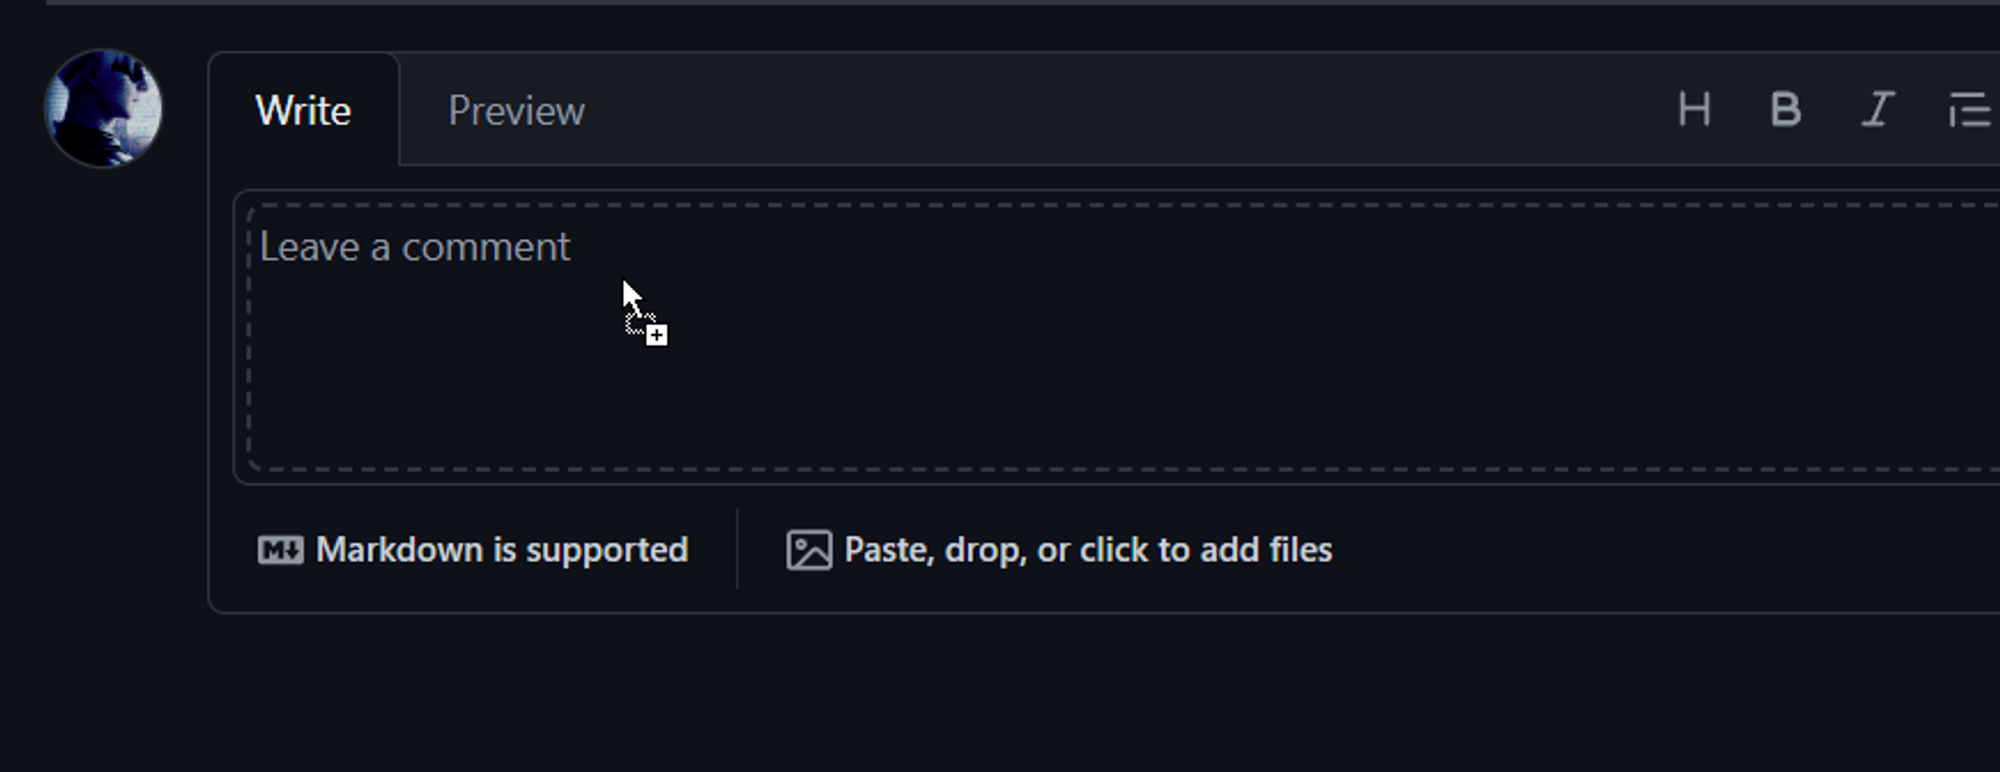 Write Preview H B I
Leave a comment
M↓ Markdown is supported Paste, drop, or click to add files